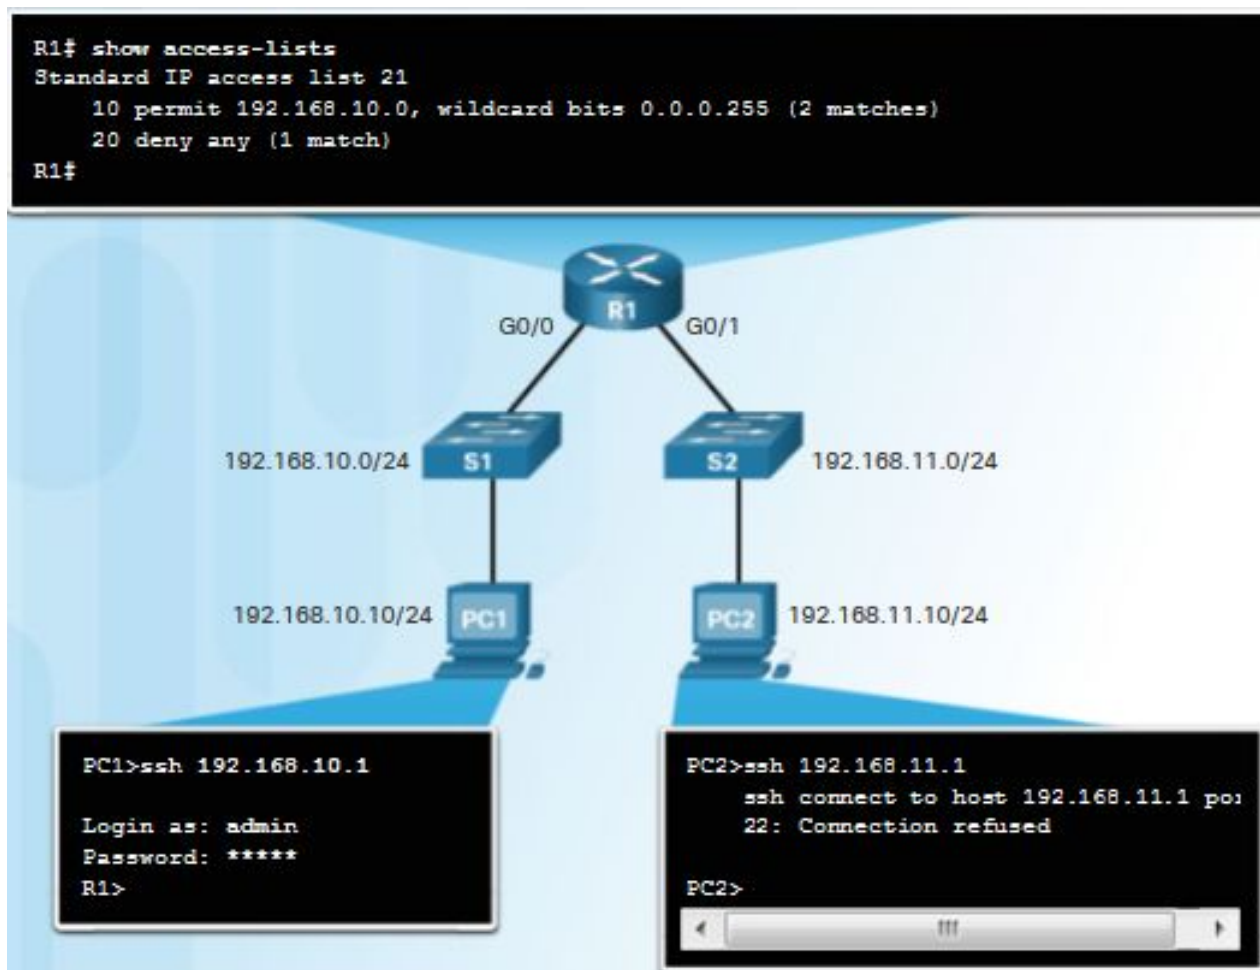 R1# show access-lists
Standard IP access list 21
10 permit 192.168.10.0, wildcard bits 0.0.0.255 (2 matches)
20 deny any (1 match)
R1#
R1
G0/0
G0/1
192.168.10.0/24
S1
S2
192.168.11.0/24
192.168.10.10/24
PC1
PC2
192.168.11.10/24
PC1>ssh 192.168.10.1
Login as: admin
Password: *****
R1>
PC2>ssh 192.168.11.1
ssh connect to host 192.168.11.1
22: Connection refused
PC2>